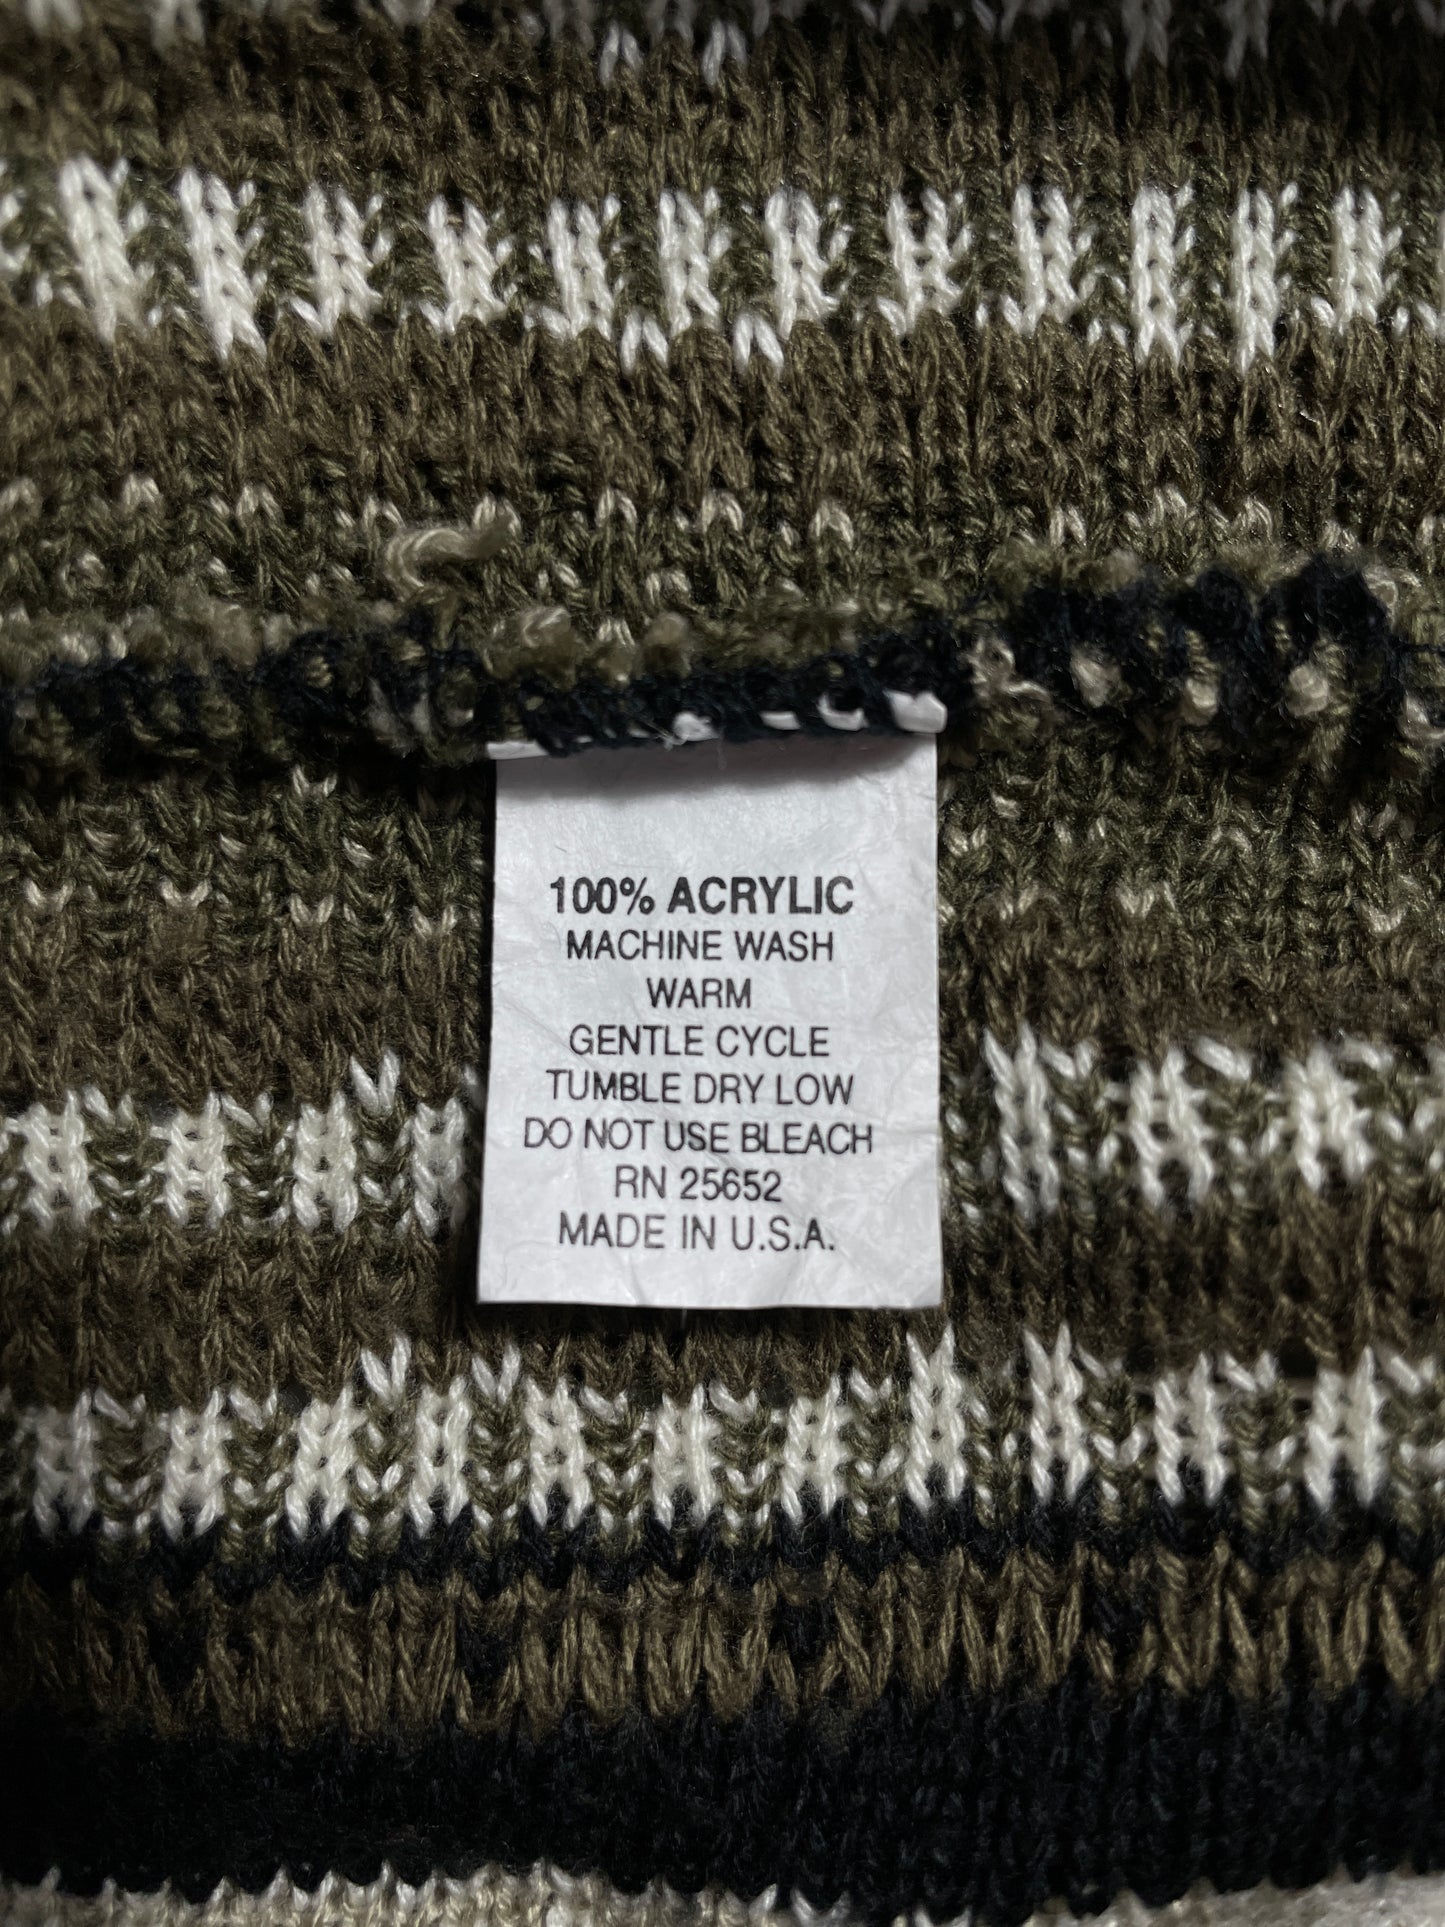 100% ACRYLIC
MACHINE WASH
WARM
GENTLE CYCLE
TUMBLE DRY LOW
DO NOT USE BLEACH
RN 25652
MADE IN U.S.A.